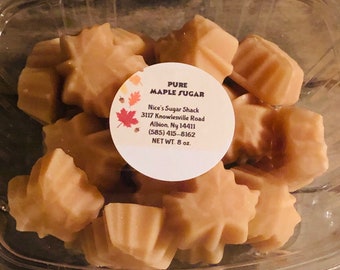 PURE
MAPLE SUGAR
Nice's Sugar Shack
3117 Knowlesville Road
Albion, Ny 14411
(585) 415-8162
NET WT. 8 oz.